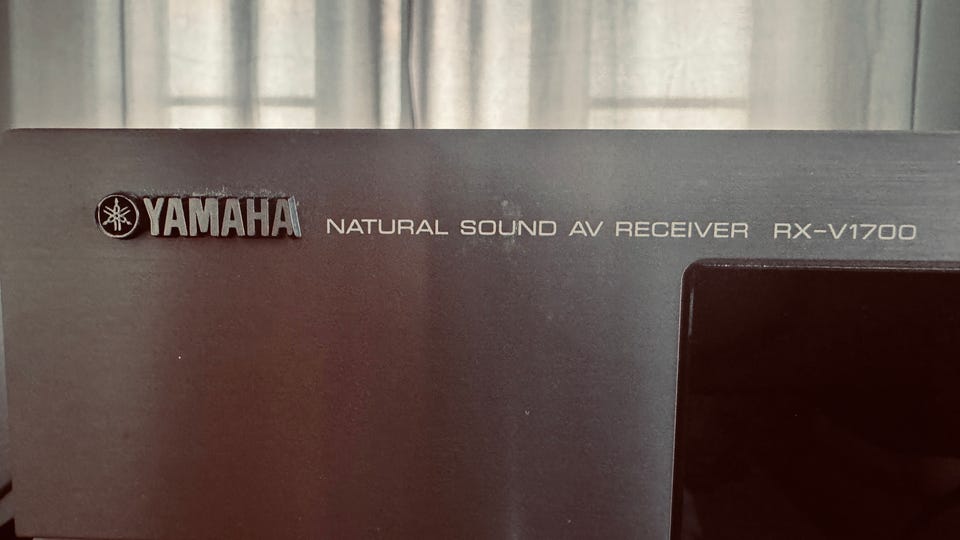 YAMAHA NATURAL SOUND AV RECEIVER RX-V1700